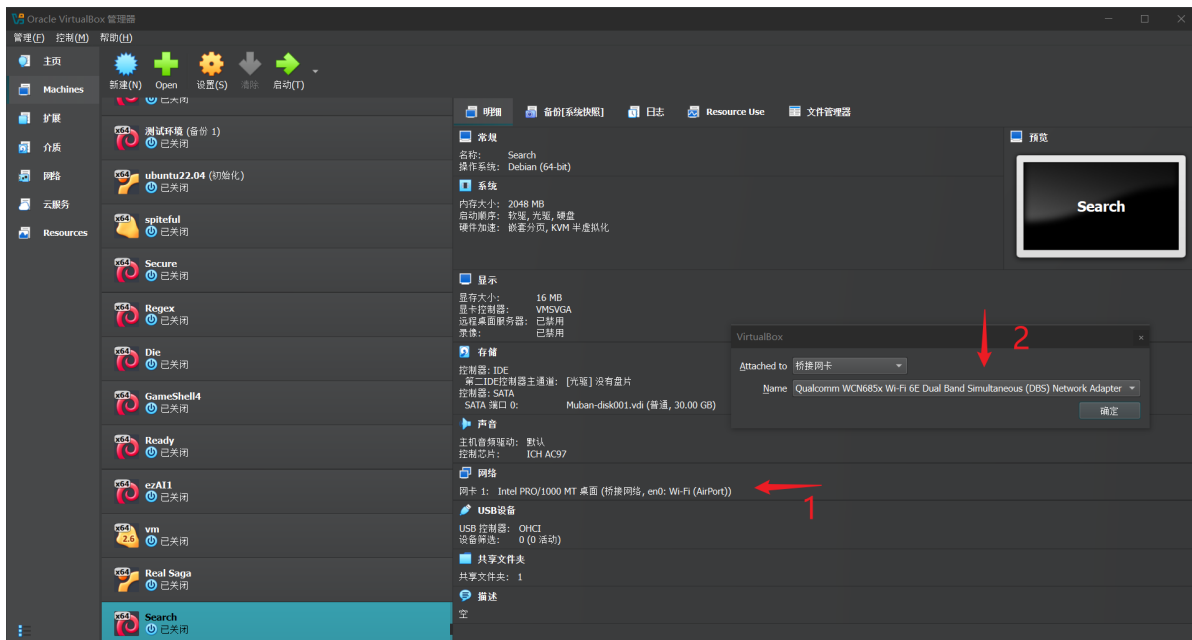 Oracle VirtualBox 管理器
管理(F) 控制(M) 帮助(H)
主页
Machines
扩展
介质
网络
云服务
Resources
新建(N) Open 设置(S) 清除 启动(T)
已关闭
测试环境 (备份 1)
已关闭
ubuntu22.04 (初始化)
已关闭
spiteful
已关闭
Secure
已关闭
Regex
已关闭
Die
已关闭
GameShell4
已关闭
Ready
已关闭
ezAI1
已关闭
vm
已关闭
Real Saga
已关闭
Search
已关闭
x64
x64
x64
x64
x64
x64
x64
x64
x64
x64
2.6
x64
x64
明细 备份[系统快照] 日志 Resource Use 文件管理器
常规
名称: Search
操作系统: Debian (64-bit)
系统
内存大小: 2048 MB
启动顺序: 软驱, 光驱, 硬盘
硬件加速: 嵌套分页, KVM 半虚拟化
预览
Search
显示
显存大小: 16 MB
显卡控制器: VMSVGA
远程桌面服务器: 已禁用
录像: 已禁用
存储
控制器: IDE
第二IDE控制器主通道: [光驱] 没有盘片
控制器: SATA
SATA 端口 0: Muban-disk001.vdi (普通, 30.00 GB)
声音
主机音频驱动: 默认
控制芯片: ICH AC97
网络
网卡 1: Intel PRO/1000 MT 桌面 (桥接网络, en0: Wi-Fi (AirPort))
1
USB设备
USB 控制器: OHCI
设备筛选: 0 (0 活动)
共享文件夹
共享文件夹: 1
描述
空
VirtualBox
2
Attached to 桥接网卡
Name Qualcomm WCN685x Wi-Fi 6E Dual Band Simultaneous (DBS) Network Adapter
确定